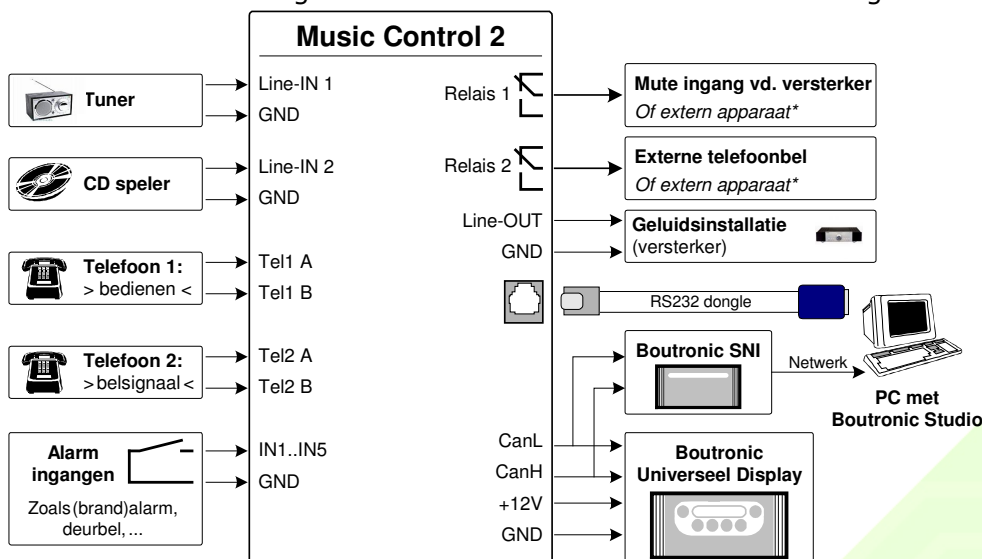 Music Control 2
Tuner
Line-IN 1
GND
CD speler
Line-IN 2
GND
Telefoon 1:
> bedienen <
Tel1 A
Tel1 B
Telefoon 2:
>belsignaal<
Tel2 A
Tel2 B
Alarm
ingangen
Zoals(brand)alarm,
deurbel,...
IN1..IN5
GND
Relais 1
Mute ingang vd. versterker
Of extern apparaat*
Relais 2
Externe telefoonbel
Of extern apparaat*
Line-OUT
GND
Geluidsinstallatie
(versterker)
RS232 dongle
Boutronic SNI
Netwerk
PC met
Boutronic Studio
CanL
CanH
+12V
GND
Boutronic
Universeel Display